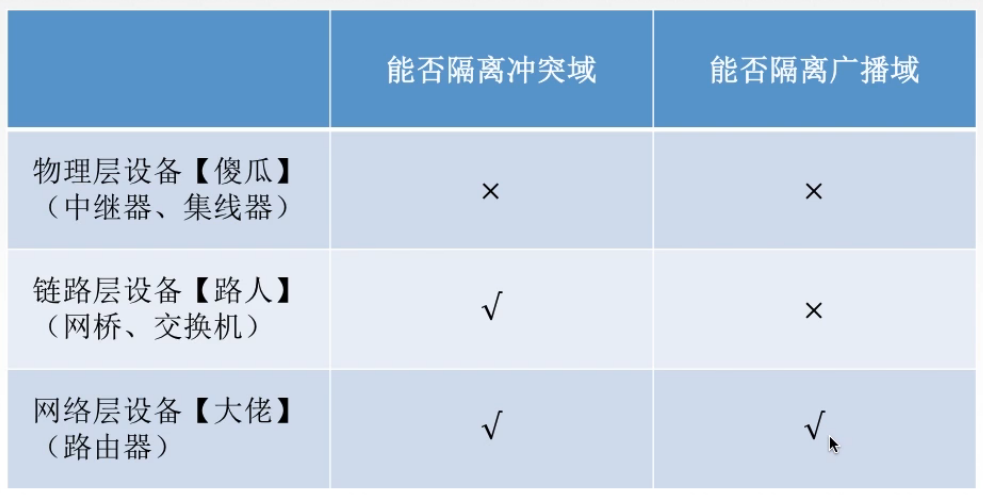 能否隔离冲突域
能否隔离广播域
物理层设备【傻瓜】
（中继器、集线器）
×
×
链路层设备【路人】
（网桥、交换机）
√
×
网络层设备【大佬】
（路由器）
√
√